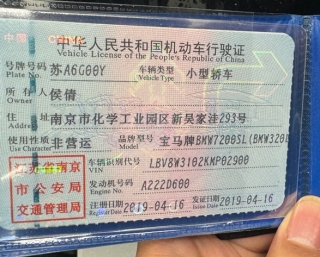 中华人民共和国机动车行驶证
Vehicle License of the People's Republic of China
号牌号码 苏A6G00Y 车辆类型 小型轿车
Plate No. Vehicle Type
所有人 侯倩
Owner
住址 南京市化学工业园区新吴家洼293号
Address
使用性质 非营运 品牌型号 宝马牌BMW7200SL(BMW320L
Use Character Model
江苏省南京
市公安局
交通管理局
车辆识别代号 LBV8W3102KMP02900
VIN
发动机号码 A222D600
Engine No.
注册日期 2019-04-16 发证日期 2019-04-16
Register Date Issue Date